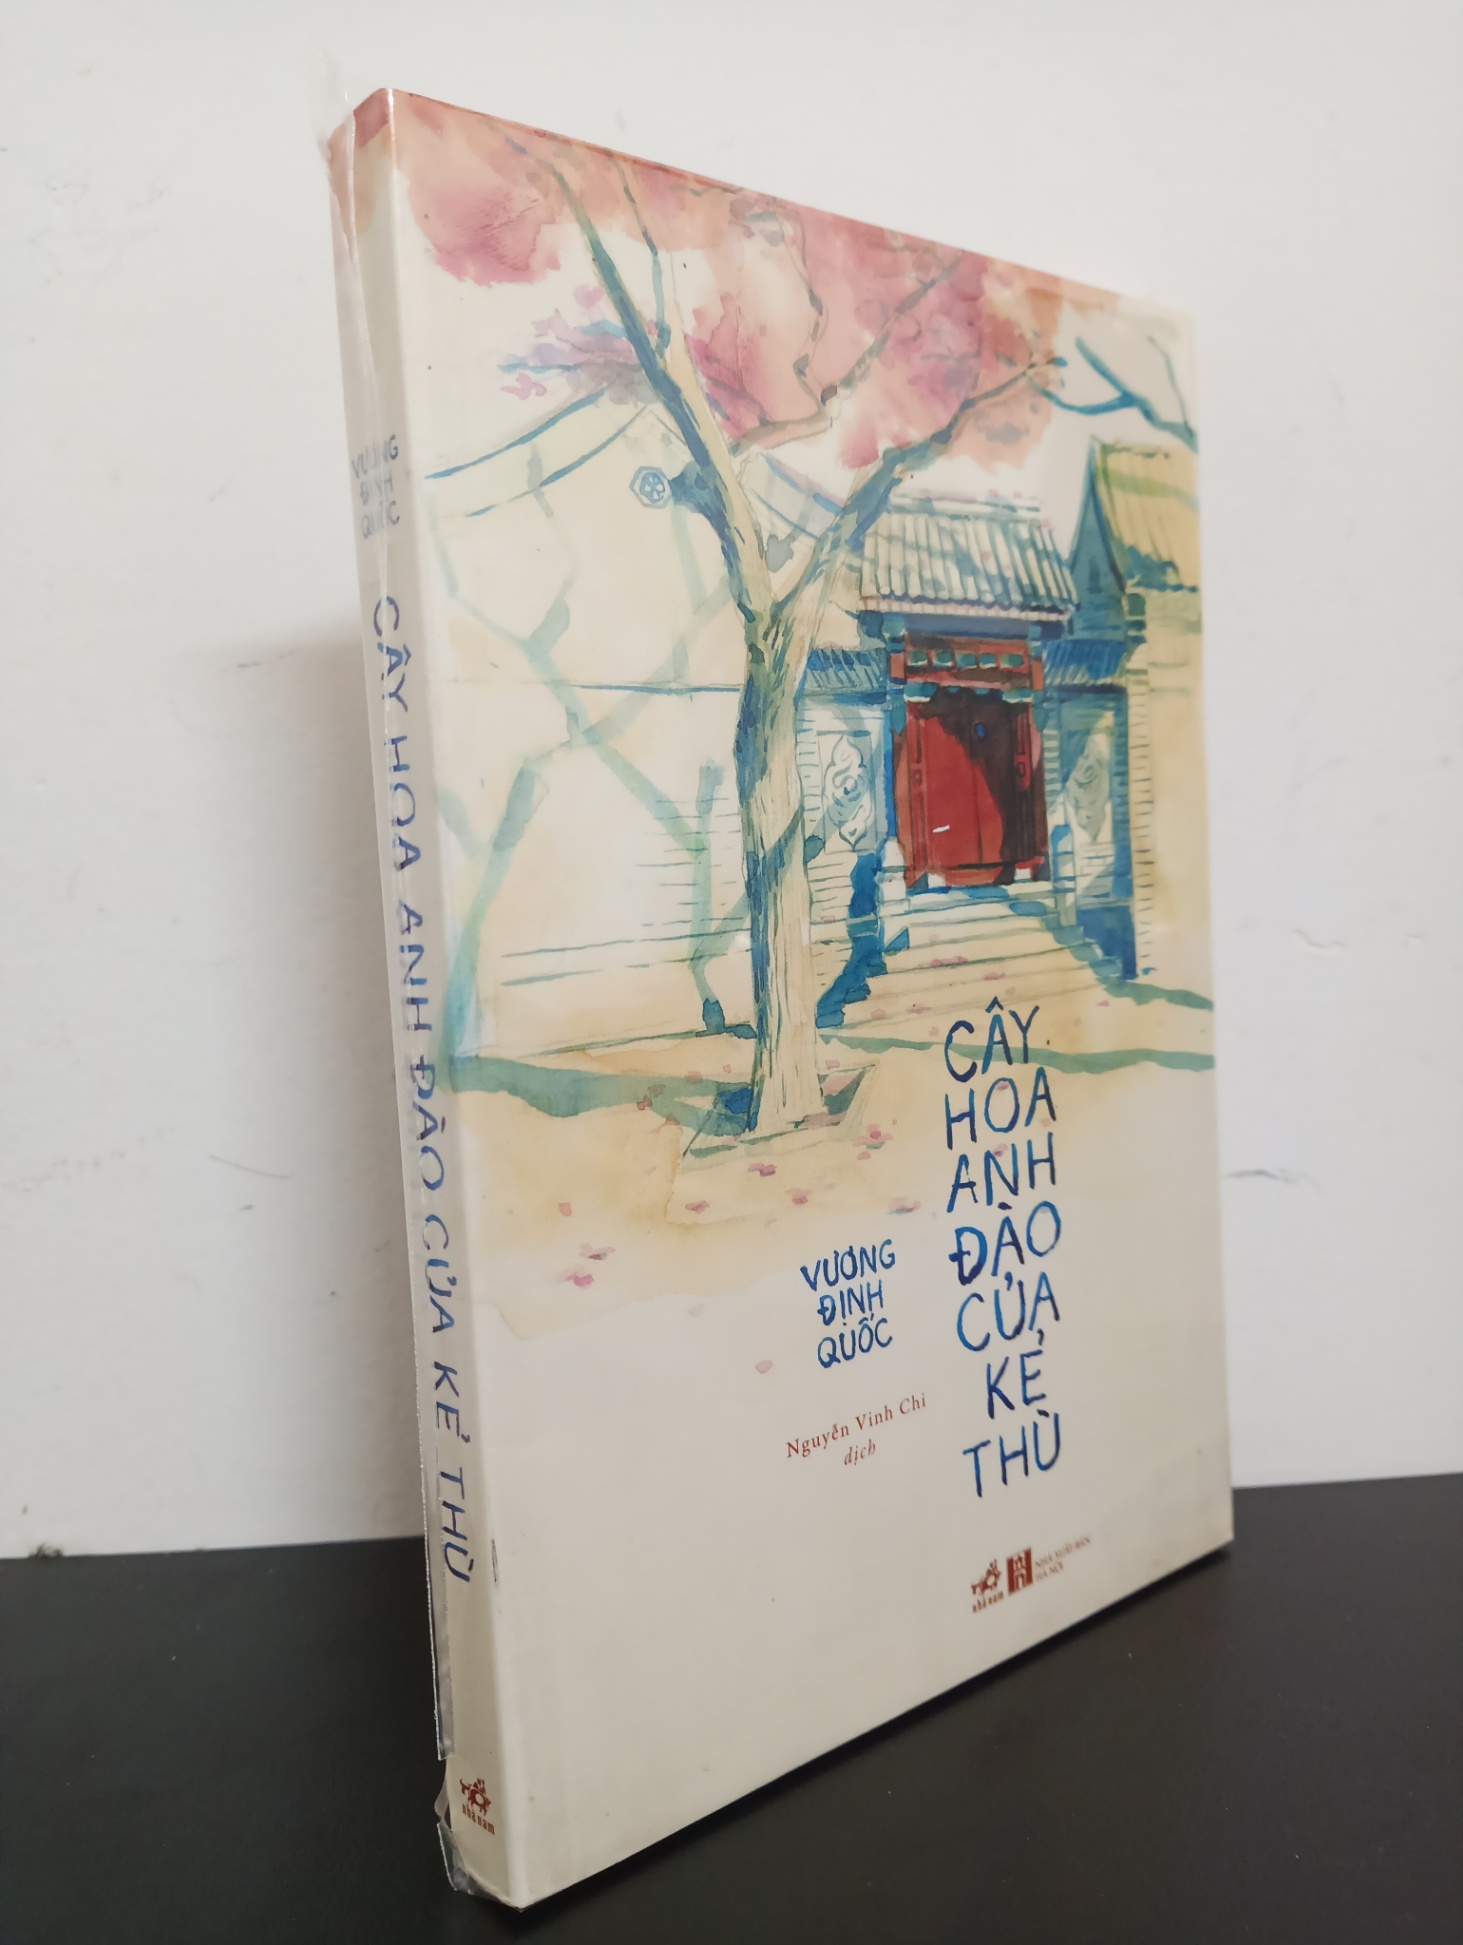 VƯƠNG
ĐỊNH
QUỐC
CÂY HOA ANH ĐÀO CỦA KẺ THÙ
nhã nam
CÂY
HOA
ANH
ĐÀO
CỦA
KẺ
THÙ
VƯƠNG
ĐỊNH
QUỐC
Nguyễn Vinh Chi
dịch
nhã nam
NHÀ XUẤT BẢN
HÀ NỘI